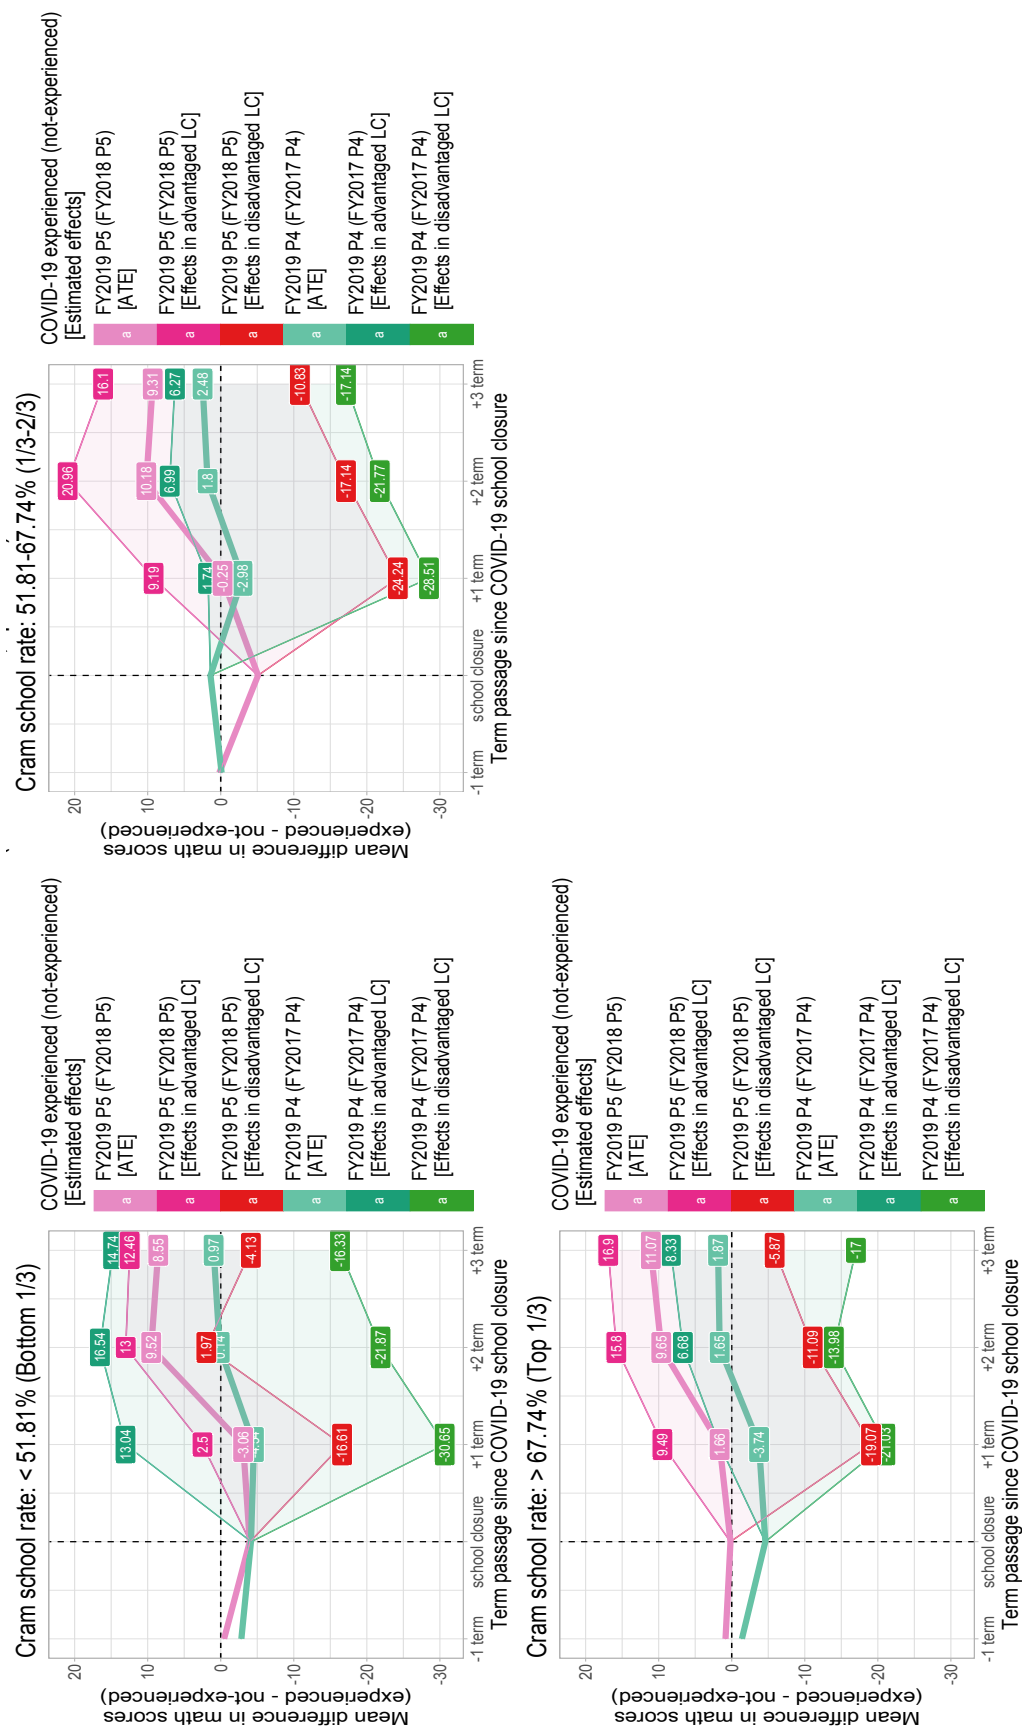 Cram school rate: < 51.81% (Bottom 1/3)
Mean difference in math scores
(experienced - not-experienced)
20
10
0
-10
-20
-30
13.04
16.54
14.74
2.5
13
12.46
-3.06
9.52
8.55
1.97
0.97
-4.13
-16.61
-30.65
-21.87
-16.33
-1 term
school closure
+1 term
+2 term
+3 term
Term passage since COVID-19 school closure
COVID-19 experienced (not-experienced)
[Estimated effects]
a
FY2019 P5 (FY2018 P5)
[ATE]
a
FY2019 P5 (FY2018 P5)
[Effects in advantaged LC]
a
FY2019 P5 (FY2018 P5)
[Effects in disadvantaged LC]
a
FY2019 P4 (FY2017 P4)
[ATE]
a
FY2019 P4 (FY2017 P4)
[Effects in advantaged LC]
a
FY2019 P4 (FY2017 P4)
[Effects in disadvantaged LC]
Cram school rate: 51.81-67.74% (1/3-2/3)
Mean difference in math scores
(experienced - not-experienced)
20
10
0
-10
-20
-30
9.19
20.96
16.1
1.74
10.18
9.31
-0.25
6.99
6.27
-2.98
1.8
2.48
-24.24
-17.14
-10.83
-28.51
-21.77
-17.14
-1 term
school closure
+1 term
+2 term
+3 term
Term passage since COVID-19 school closure
COVID-19 experienced (not-experienced)
[Estimated effects]
a
FY2019 P5 (FY2018 P5)
[ATE]
a
FY2019 P5 (FY2018 P5)
[Effects in advantaged LC]
a
FY2019 P5 (FY2018 P5)
[Effects in disadvantaged LC]
a
FY2019 P4 (FY2017 P4)
[ATE]
a
FY2019 P4 (FY2017 P4)
[Effects in advantaged LC]
a
FY2019 P4 (FY2017 P4)
[Effects in disadvantaged LC]
Cram school rate: > 67.74% (Top 1/3)
Mean difference in math scores
(experienced - not-experienced)
20
10
0
-10
-20
-30
9.49
15.8
16.9
1.66
9.65
11.07
6.68
8.33
-3.74
1.65
1.87
-19.07
-11.09
-5.87
-21.03
-13.98
-17
-1 term
school closure
+1 term
+2 term
+3 term
Term passage since COVID-19 school closure
COVID-19 experienced (not-experienced)
[Estimated effects]
a
FY2019 P5 (FY2018 P5)
[ATE]
a
FY2019 P5 (FY2018 P5)
[Effects in advantaged LC]
a
FY2019 P5 (FY2018 P5)
[Effects in disadvantaged LC]
a
FY2019 P4 (FY2017 P4)
[ATE]
a
FY2019 P4 (FY2017 P4)
[Effects in advantaged LC]
a
FY2019 P4 (FY2017 P4)
[Effects in disadvantaged LC]